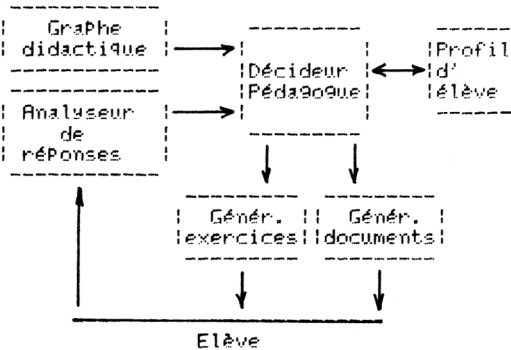 GraPhe
didactique
Décideur
Pédagogue
Profil
d'
élève
Analyseur
de
réPonses
Génér.
exercices
Génér.
documents
Elève